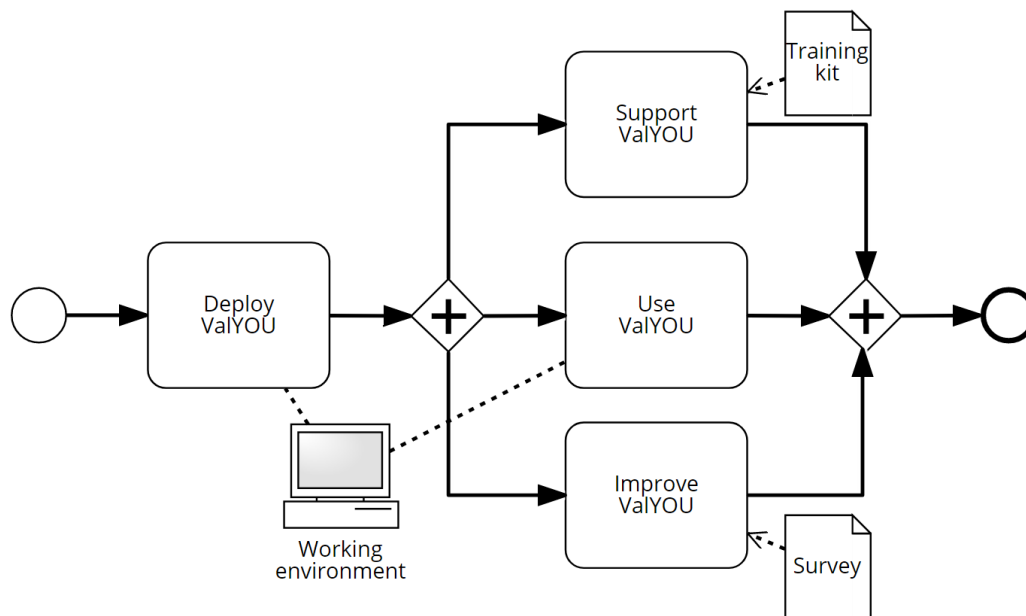 Training
kit
Support
ValYOU
Deploy
ValYOU
Use
ValYOU
Improve
ValYOU
Working
environment
Survey